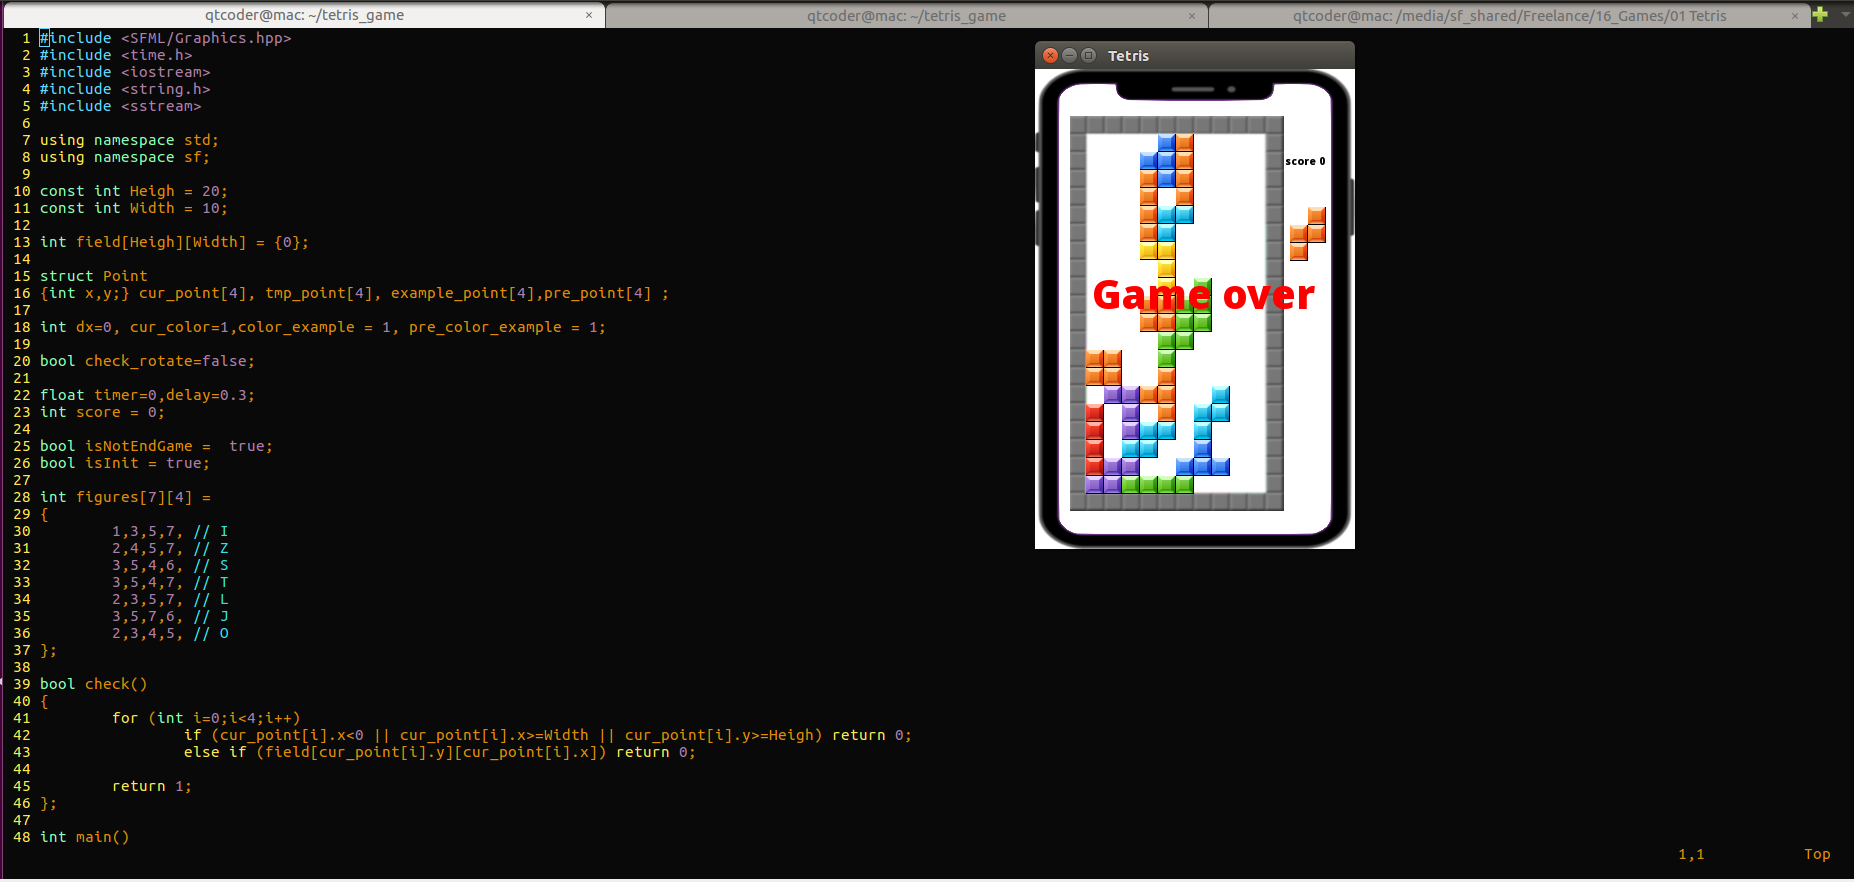 qtcoder@mac: ~/tetris_game × qtcoder@mac: ~/tetris_game × qtcoder@mac: /media/sf_shared/Freelance/16_Games/01 Tetris ×
1 #include <SFML/Graphics.hpp>
2 #include <time.h>
3 #include <iostream>
4 #include <string.h>
5 #include <sstream>
6
7 using namespace std;
8 using namespace sf;
9
10 const int Heigh = 20;
11 const int Width = 10;
12
13 int field[Heigh][Width] = {0};
14
15 struct Point
16 {int x,y;} cur_point[4], tmp_point[4], example_point[4],pre_point[4] ;
17
18 int dx=0, cur_color=1,color_example = 1, pre_color_example = 1;
19
20 bool check_rotate=false;
21
22 float timer=0,delay=0.3;
23 int score = 0;
24
25 bool isNotEndGame =  true;
26 bool isInit = true;
27
28 int figures[7][4] =
29 {
30         1,3,5,7, // I
31         2,4,5,7, // Z
32         3,5,4,6, // S
33         3,5,4,7, // T
34         2,3,5,7, // L
35         3,5,7,6, // J
36         2,3,4,5, // O
37 };
38
39 bool check()
40 {
41         for (int i=0;i<4;i++)
42                 if (cur_point[i].x<0 || cur_point[i].x>=Width || cur_point[i].y>=Heigh) return 0;
43                 else if (field[cur_point[i].y][cur_point[i].x]) return 0;
44
45         return 1;
46 };
47
48 int main()
1,1 Top
Tetris
score 0
Game over